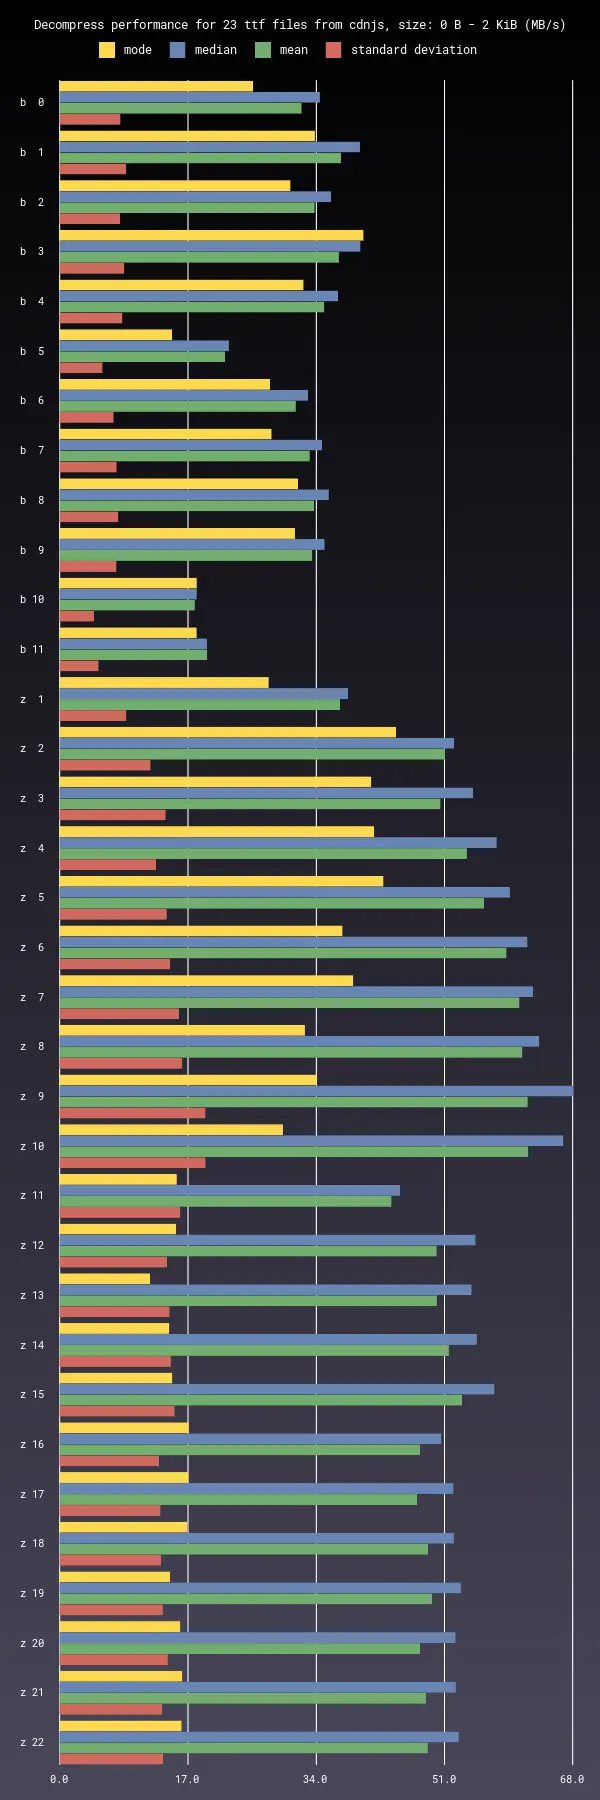 Decompress performance for 23 ttf files from cdnjs, size: 0 B - 2 KiB (MB/s)
mode median mean standard deviation
b 0
b 1
b 2
b 3
b 4
b 5
b 6
b 7
b 8
b 9
b 10
b 11
z 1
z 2
z 3
z 4
z 5
z 6
z 7
z 8
z 9
z 10
z 11
z 12
z 13
z 14
z 15
z 16
z 17
z 18
z 19
z 20
z 21
z 22
0.0 17.0 34.0 51.0 68.0